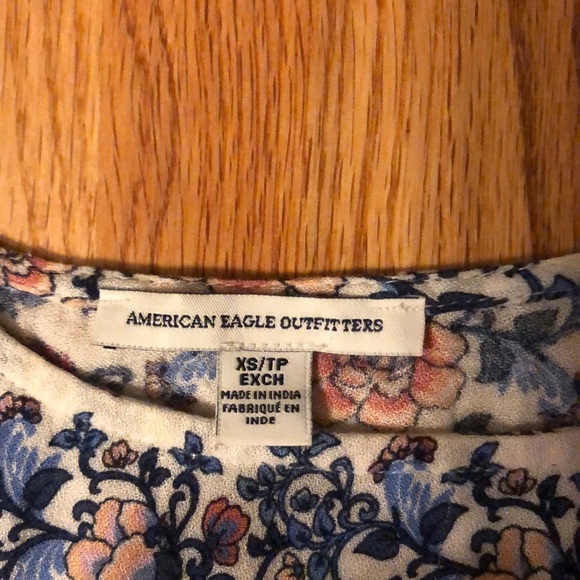 AMERICAN EAGLE OUTFITTERS
XS/TP
EXCH
MADE IN INDIA
FABRIQUÉ EN
INDE